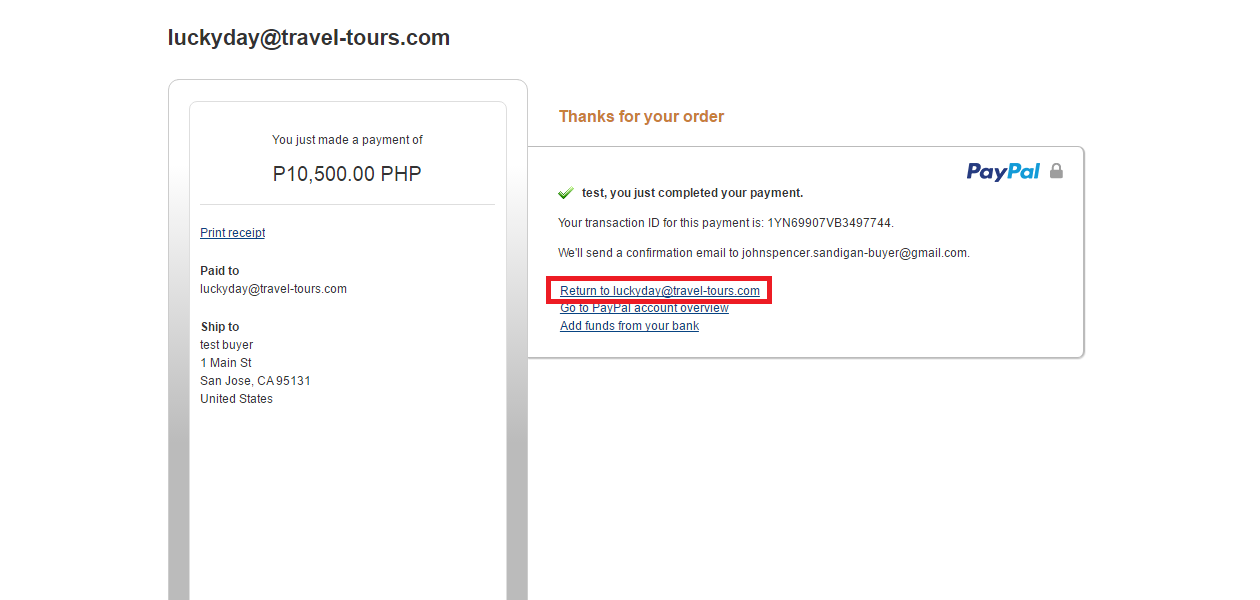 luckyday@travel-tours.com
You just made a payment of
P10,500.00 PHP
Print receipt
Paid to
luckyday@travel-tours.com
Ship to
test buyer
1 Main St
San Jose, CA 95131
United States
Thanks for your order
PayPal
test, you just completed your payment.
Your transaction ID for this payment is: 1YN69907VB3497744.
We'll send a confirmation email to johnspencer.sandigan-buyer@gmail.com.
Return to luckyday@travel-tours.com
Go to PayPal account overview
Add funds from your bank